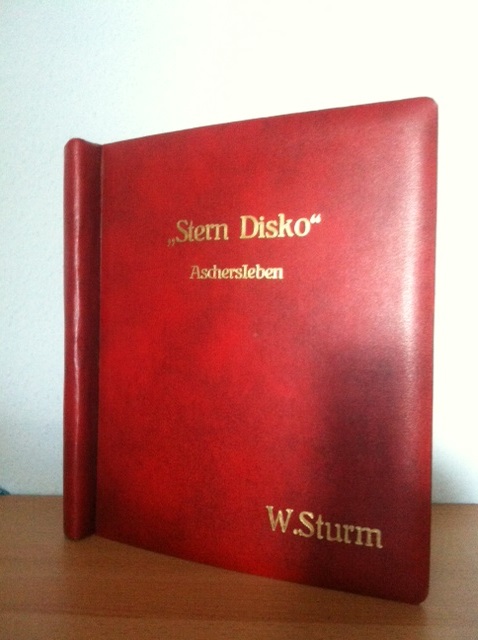 „Stern Disko“
Aschersleben
W.Sturm